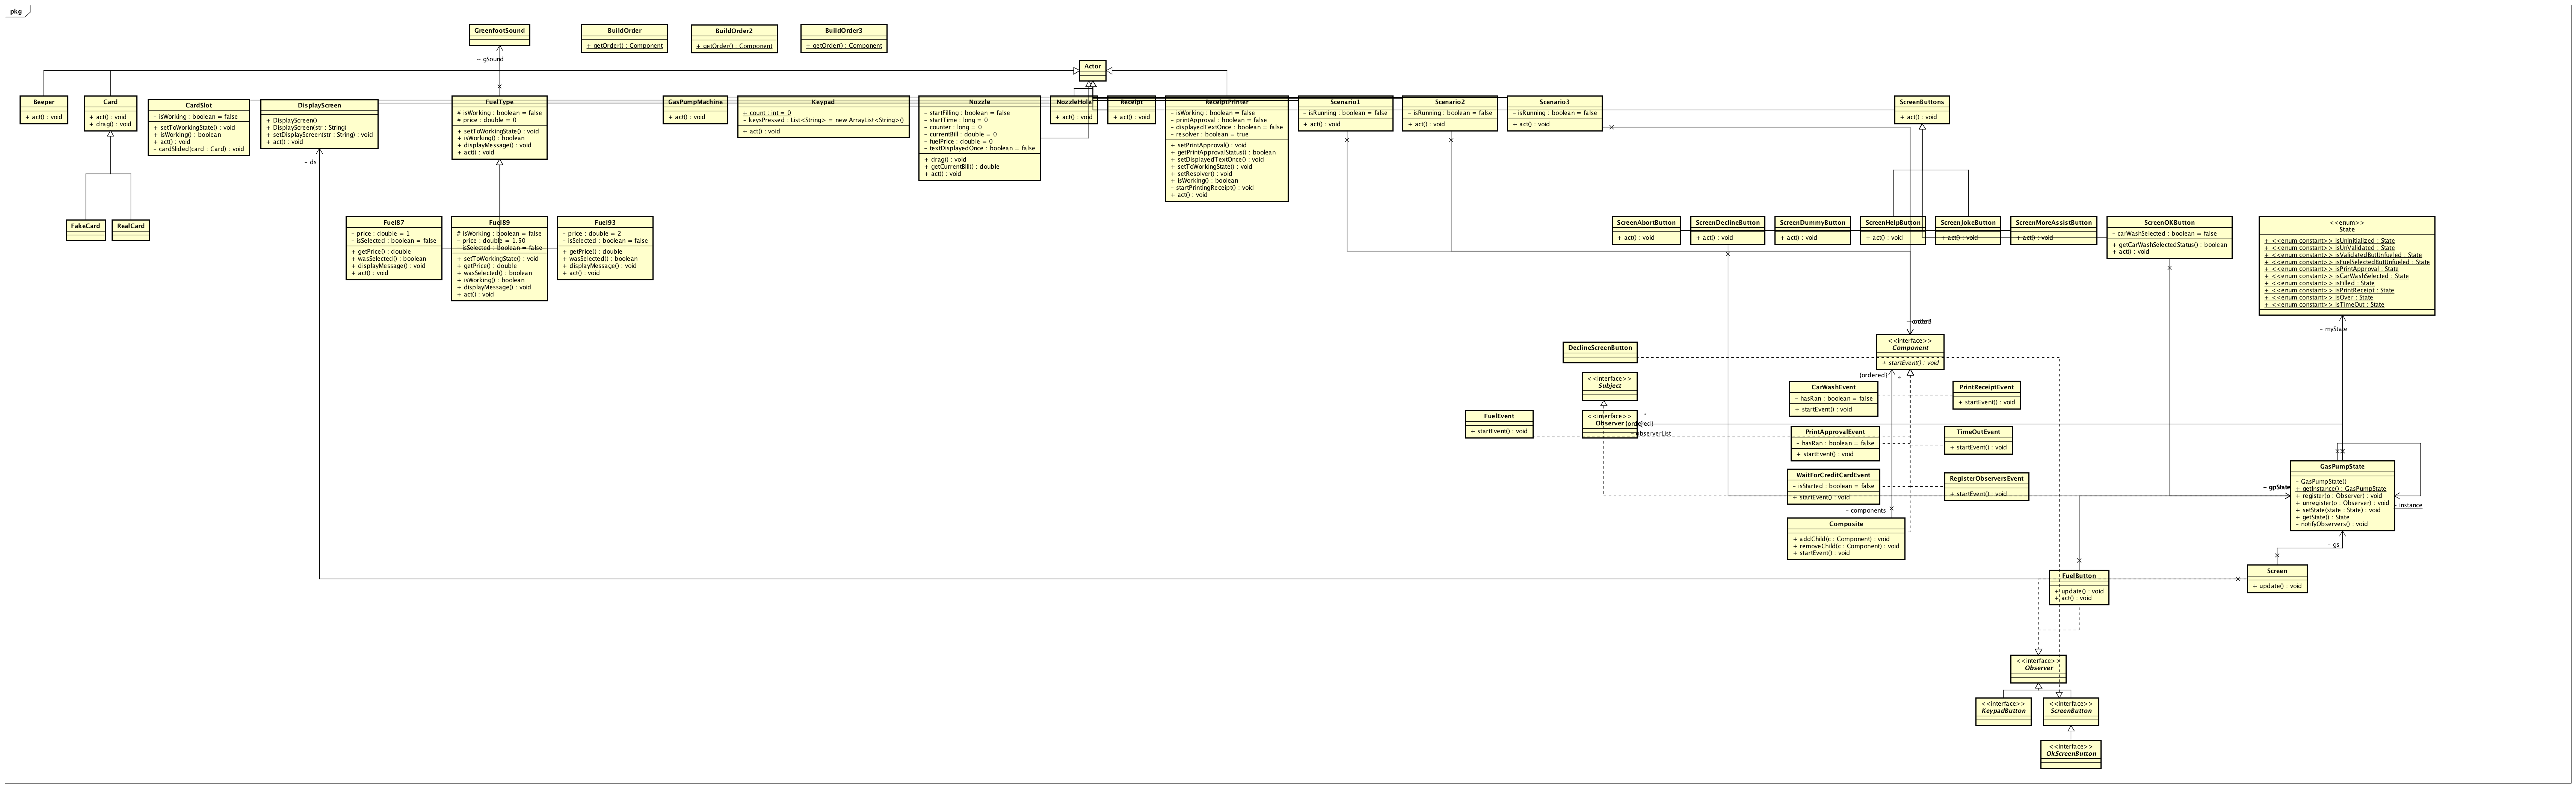 pkg
GreenfootSound
BuildOrder
+ getOrder() : Component
BuildOrder2
+ getOrder() : Component
BuildOrder3
+ getOrder() : Component
~ gSound
Actor
Beeper
+ act() : void
Card
+ act() : void
+ drag() : void
CardSlot
~ isWorking : boolean = false
+ setToWorkingState() : void
+ isWorking() : boolean
+ act() : void
~ cardSlided(card : Card) : void
DisplayScreen
+ DisplayScreen()
+ DisplayScreen(str : String)
+ setDisplayScreen(str : String) : void
+ act() : void
~ ds
FuelType
# isWorking : boolean = false
# price : double = 0
+ setToWorkingState() : void
+ isWorking() : boolean
+ displayMessage() : void
+ act() : void
GasPumpMachine
+ act() : void
Keypad
+ count : int = 0
~ keysPressed : List<String> = new ArrayList<String>()
+ act() : void
Nozzle
~ startFilling : boolean = false
~ startTime : long = 0
~ counter : long = 0
~ currentBill : double = 0
~ fuelPrice : double = 0
~ textDisplayedOnce : boolean = false
+ drag() : void
+ getCurrentBill() : double
+ act() : void
NozzleHole
+ act() : void
Receipt
+ act() : void
ReceiptPrinter
~ isWorking : boolean = false
~ printApproval : boolean = false
~ displayedTextOnce : boolean = false
~ resolver : boolean = true
+ setPrintApproval() : void
+ getPrintApprovalStatus() : boolean
+ setDisplayedTextOnce() : void
+ setToWorkingState() : void
+ setResolver() : void
+ isWorking() : boolean
~ startPrintingReceipt() : void
+ act() : void
Scenario1
~ isRunning : boolean = false
+ act() : void
Scenario2
~ isRunning : boolean = false
+ act() : void
Scenario3
~ isRunning : boolean = false
+ act() : void
ScreenButtons
+ act() : void
FakeCard
RealCard
Fuel87
~ price : double = 1
~ isSelected : boolean = false
+ getPrice() : double
+ wasSelected() : boolean
+ displayMessage() : void
+ act() : void
Fuel89
# isWorking : boolean = false
~ price : double = 1.50
~ isSelected : boolean = false
+ setToWorkingState() : void
+ getPrice() : double
+ wasSelected() : boolean
+ isWorking() : boolean
+ displayMessage() : void
+ act() : void
Fuel93
~ price : double = 2
~ isSelected : boolean = false
+ getPrice() : double
+ wasSelected() : boolean
+ displayMessage() : void
+ act() : void
ScreenAbortButton
+ act() : void
ScreenDeclineButton
+ act() : void
ScreenDummyButton
+ act() : void
ScreenHelpButton
+ act() : void
ScreenJokeButton
+ act() : void
ScreenMoreAssistButton
+ act() : void
ScreenOKButton
~ carWashSelected : boolean = false
+ getCarWashSelectedStatus() : boolean
+ act() : void
<<enum>>
State
+ <<enum constant>> isUnInitialized : State
+ <<enum constant>> isUnValidated : State
+ <<enum constant>> isValidatedButUnfueled : State
+ <<enum constant>> isFuelSelectedButUnfueled : State
+ <<enum constant>> isPrintApproval : State
+ <<enum constant>> isCarWashSelected : State
+ <<enum constant>> isFilled : State
+ <<enum constant>> isPrintReceipt : State
+ <<enum constant>> isOver : State
+ <<enum constant>> isTimeOut : State
~ myState
<<interface>>
Component
+ startEvent() : void
{ordered}
*
DeclineScreenButton
<<interface>>
Subject
<<interface>>
Observer
*
{ordered}
~ observerList
FuelEvent
+ startEvent() : void
CarWashEvent
~ hasRan : boolean = false
+ startEvent() : void
PrintReceiptEvent
+ startEvent() : void
PrintApprovalEvent
~ hasRan : boolean = false
+ startEvent() : void
TimeOutEvent
+ startEvent() : void
WaitForCreditCardEvent
~ isStarted : boolean = false
+ startEvent() : void
RegisterObserversEvent
+ startEvent() : void
~ components
Composite
+ addChild(c : Component) : void
+ removeChild(c : Component) : void
+ startEvent() : void
GasPumpState
~ GasPumpState()
+ getInstance() : GasPumpState
+ register(o : Observer) : void
+ unregister(o : Observer) : void
+ setState(state : State) : void
+ getState() : State
~ notifyObservers() : void
~ gpState
~ instance
~ gs
Screen
+ update() : void
FuelButton
+ update() : void
+ act() : void
<<interface>>
Observer
<<interface>>
KeypadButton
<<interface>>
ScreenButton
<<interface>>
OkScreenButton